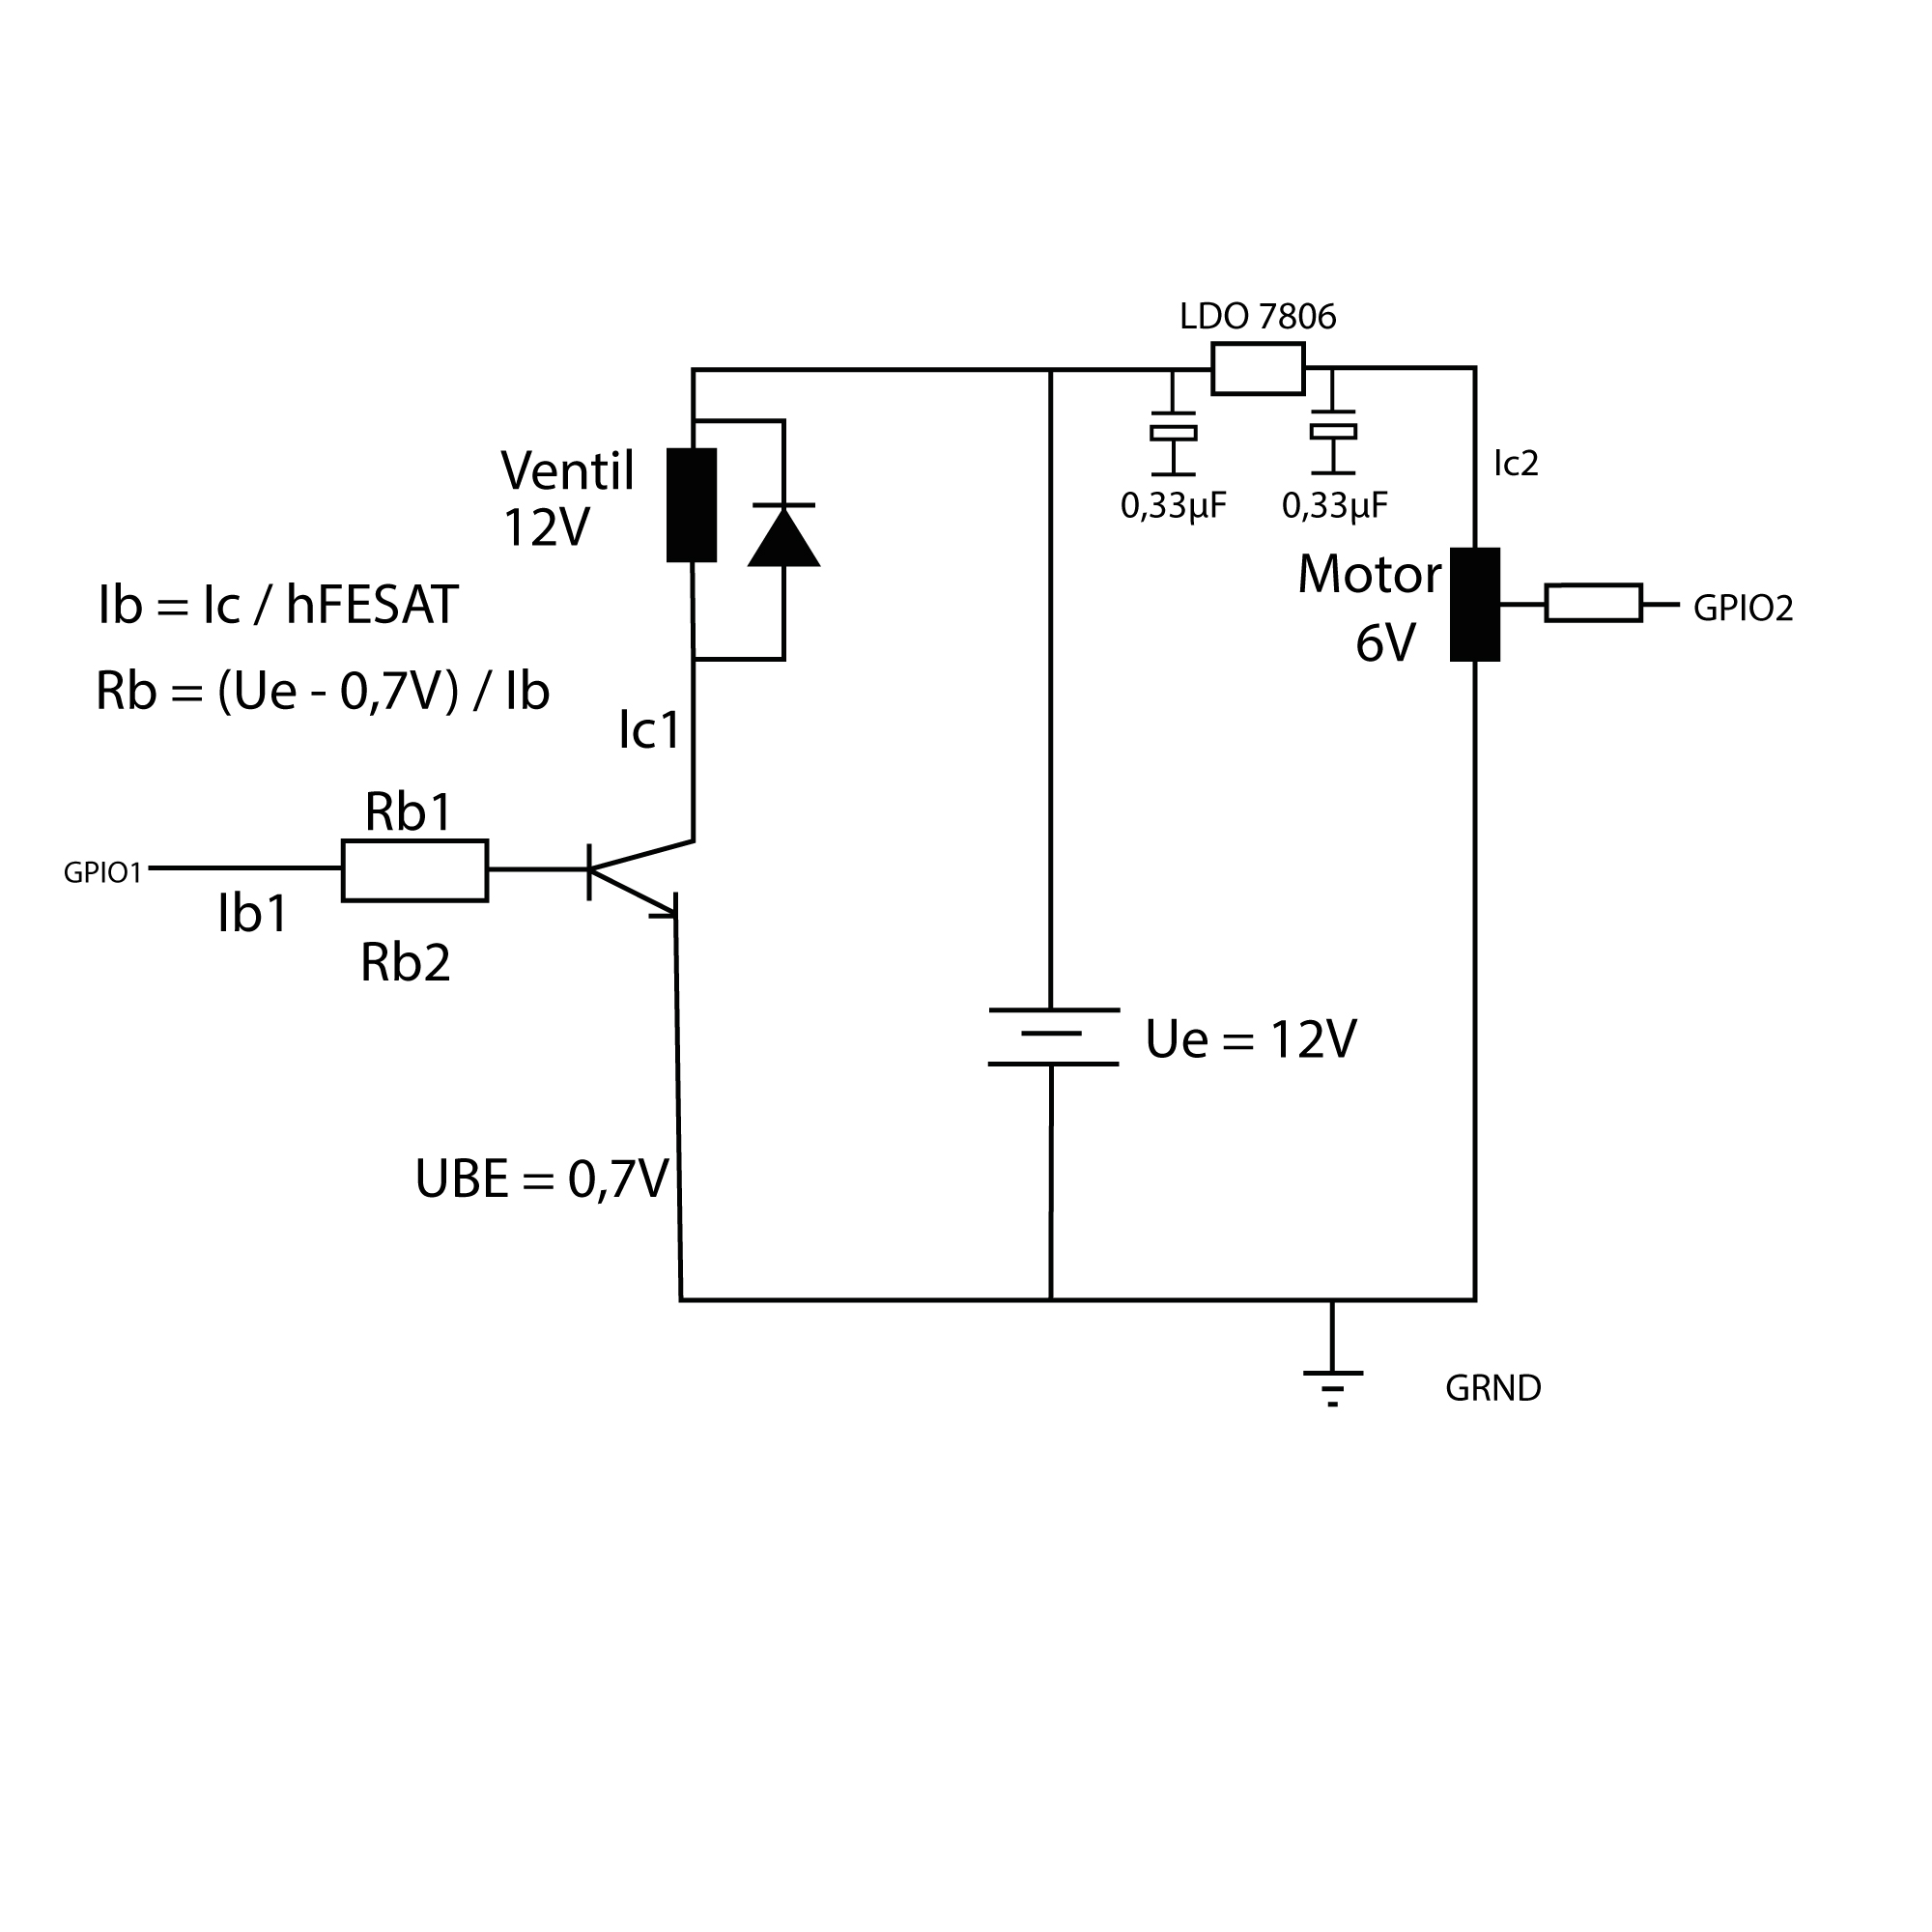 LDO 7806
Ventil
12V
Ic2
0,33µF
0,33µF
Motor
6V
GPIO2
Ib = Ic / hFESAT
Rb = (Ue - 0,7V) / Ib
Ic1
Rb1
GPIO1
Ib1
Rb2
Ue = 12V
UBE = 0,7V
GRND